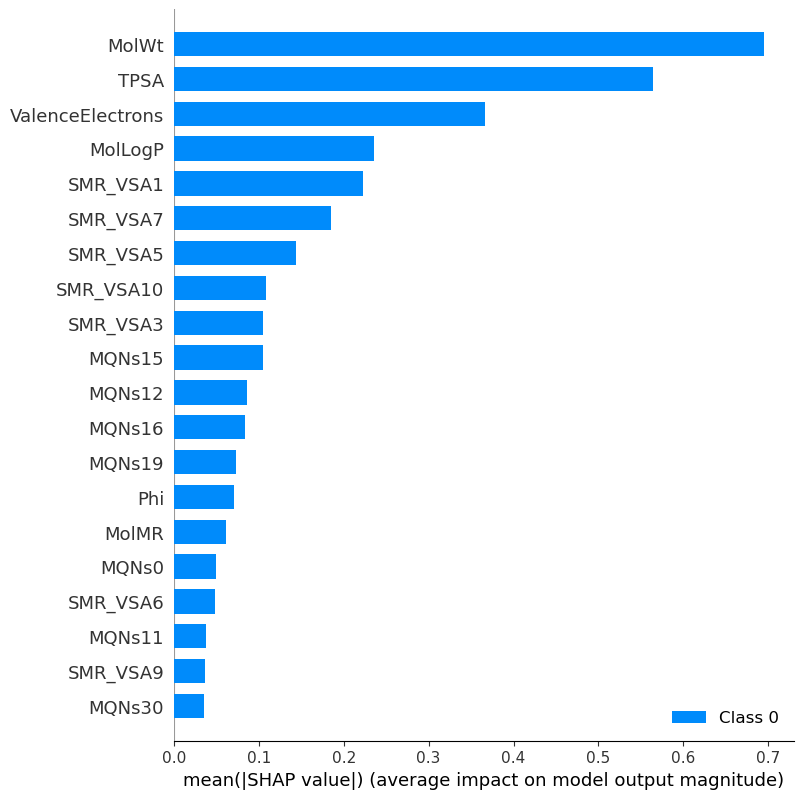 MolWt
TPSA
ValenceElectrons
MolLogP
SMR_VSA1
SMR_VSA7
SMR_VSA5
SMR_VSA10
SMR_VSA3
MQNs15
MQNs12
MQNs16
MQNs19
Phi
MolMR
MQNs0
SMR_VSA6
MQNs11
SMR_VSA9
MQNs30
Class 0
0.0 0.1 0.2 0.3 0.4 0.5 0.6 0.7
mean(|SHAP value|) (average impact on model output magnitude)